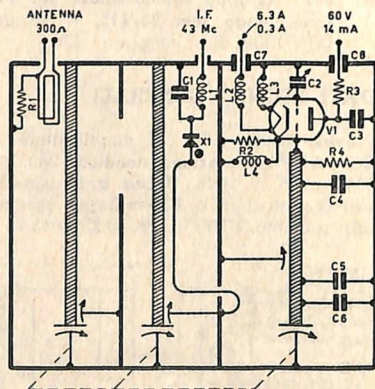 ANTENNA
300Ω
I.F.
43 Mc
6.3 A
0.3 A
60 V
14 mA
C7
C8
R1
C1
L1
L2
L3
C2
R3
V1
C3
X1
R2
L4
R4
C4
C5
C6